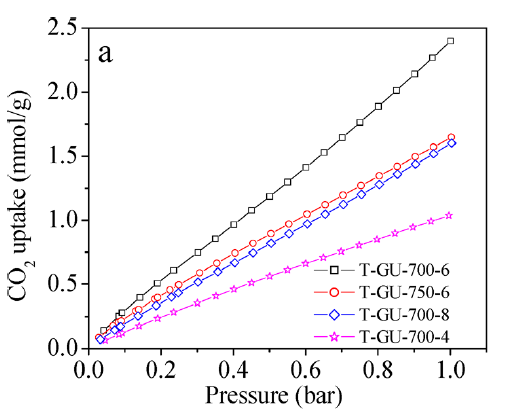 a
2.5
2.0
1.5
1.0
0.5
0.0
CO₂ uptake (mmol/g)
T-GU-700-6
T-GU-750-6
T-GU-700-8
T-GU-700-4
0.0 0.2 0.4 0.6 0.8 1.0
Pressure (bar)